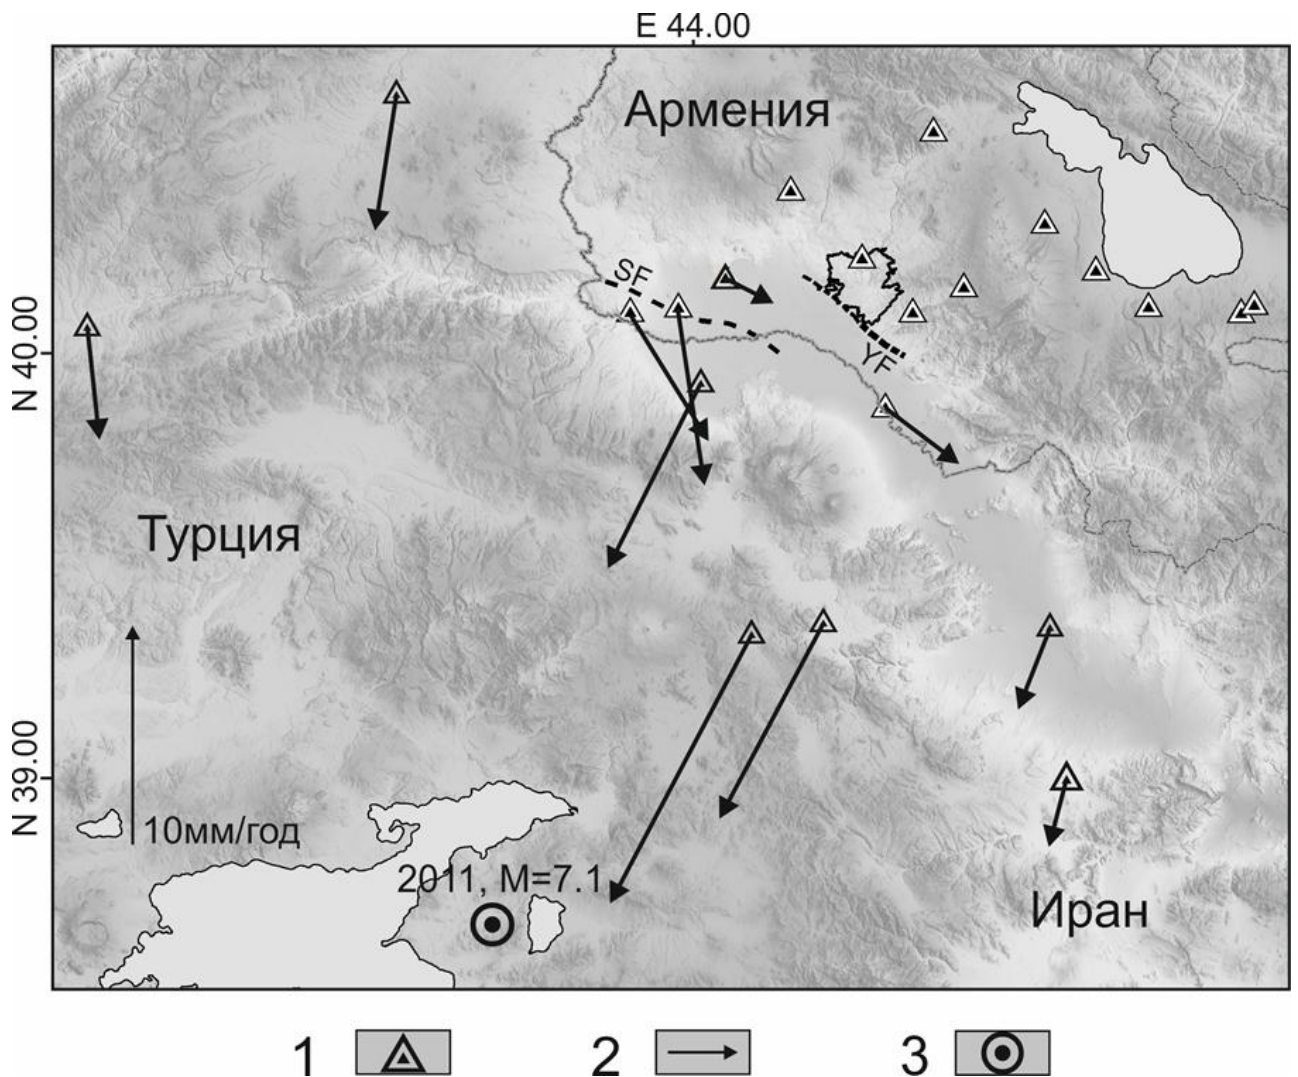 E 44.00
Армения
SF
N 40.00
YF
Турция
N 39.00
10мм/год
2011, M=7.1
Иран
1
2
3